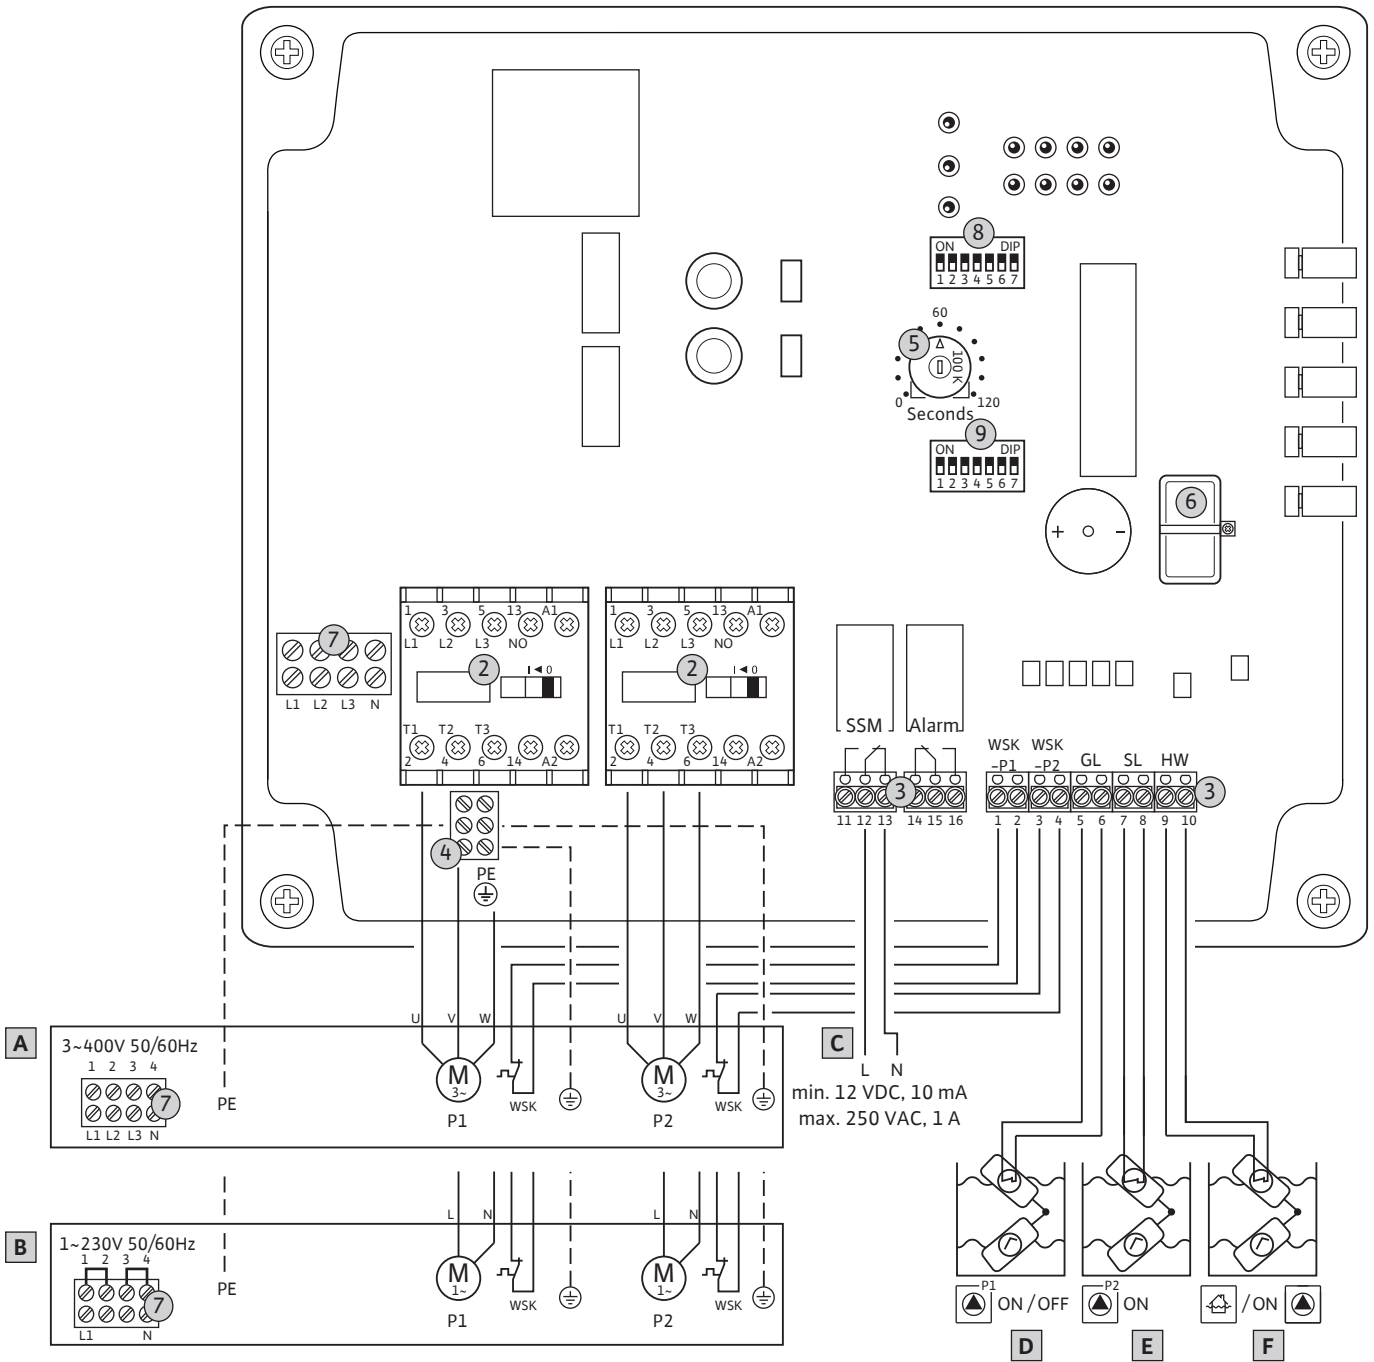 8
ON DIP
1 2 3 4 5 6 7
60
5
100 K
0 120
Seconds
9
ON DIP
1 2 3 4 5 6 7
6
+ -
1 3 5 13 A1
L1 L2 L3 NO
2
I ◄ 0
T1 T2 T3
2 4 6 14 A2
1 3 5 13 A1
L1 L2 L3 NO
2
I ◄ 0
T1 T2 T3
2 4 6 14 A2
7
L1 L2 L3 N
SSM Alarm
WSK WSK
-P1 -P2 GL SL HW
3 3
11 12 13 14 15 16 1 2 3 4 5 6 7 8 9 10
4
PE
U V W U V W
A
3~400V 50/60Hz
1 2 3 4
7
L1 L2 L3 N
PE
M
3~
P1
WSK
M
3~
P2
WSK
C
L N
min. 12 VDC, 10 mA
max. 250 VAC, 1 A
L N L N
B
1~230V 50/60Hz
1 2 3 4
7
L1 N
PE
M
1~
P1
WSK
M
1~
P2
WSK
P1 ON / OFF
P2 ON
/ ON
D E F